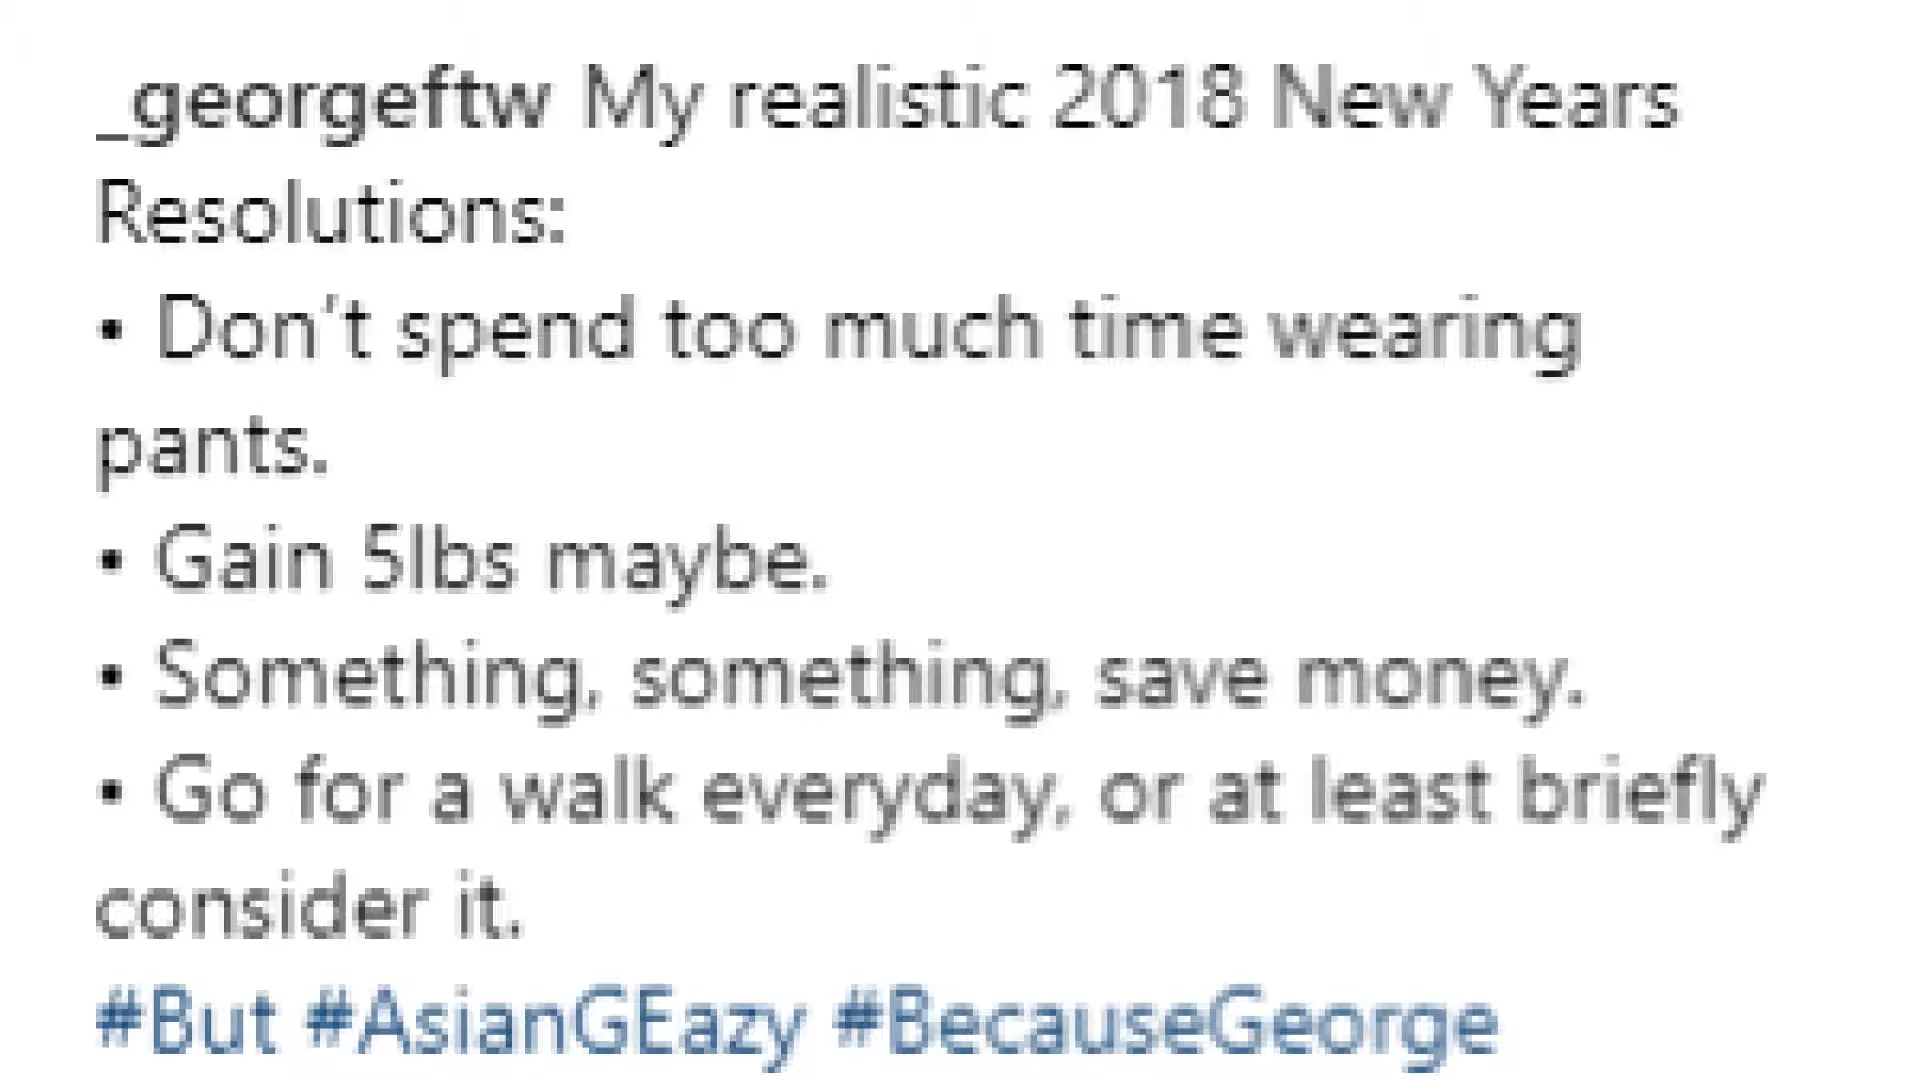 _georgeftw My realistic 2018 New Years
Resolutions:
• Don't spend too much time wearing
pants.
• Gain 5lbs maybe.
• Something, something, save money.
• Go for a walk everyday, or at least briefly
consider it.
#But #AsianGEazy #BecauseGeorge